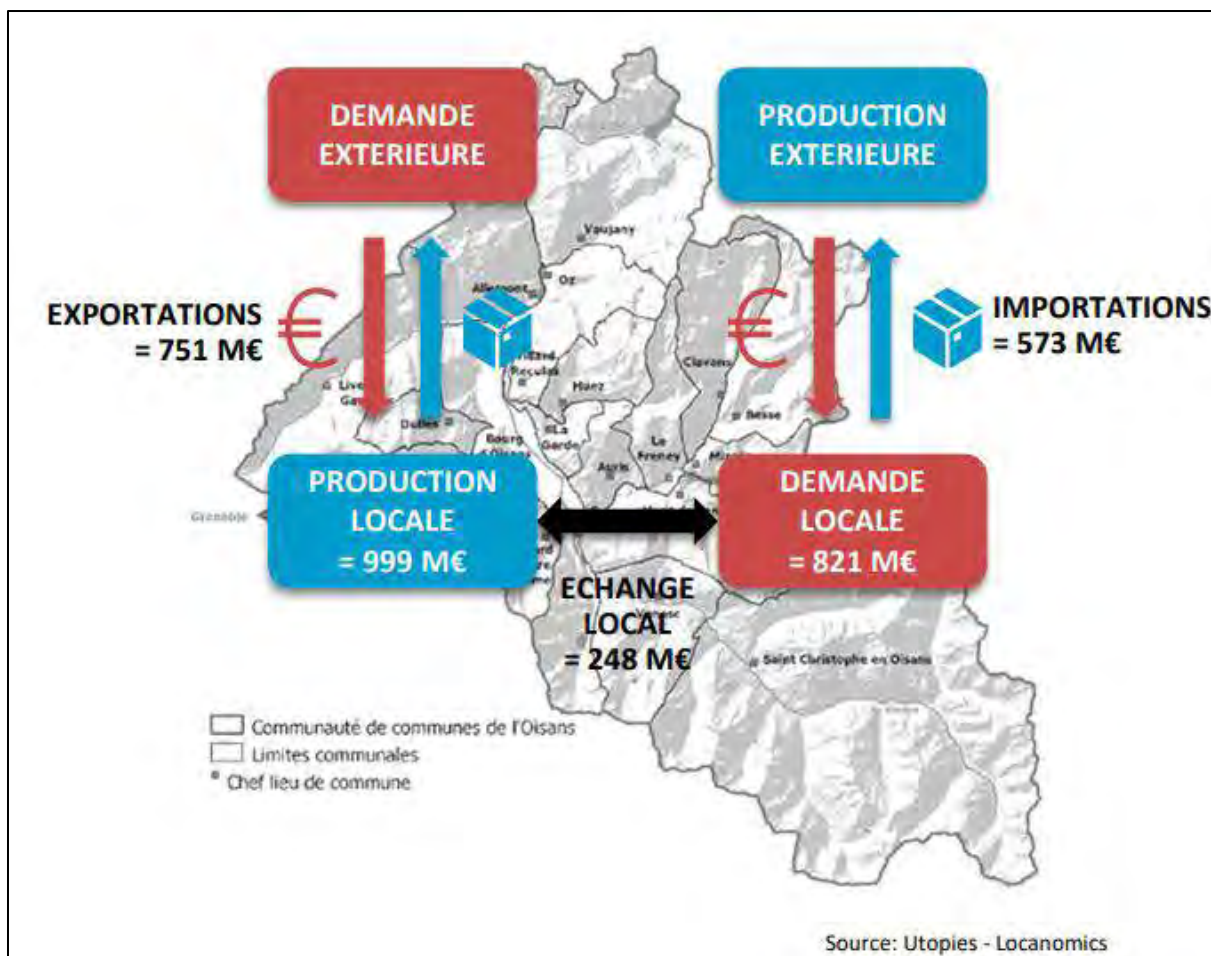 DEMANDE
EXTERIEURE
PRODUCTION
EXTERIEURE
Vaujany
Oz
Allemont
EXPORTATIONS
= 751 M€
€
€
IMPORTATIONS
= 573 M€
Reculas
Huez
Clavans
Besse
La
Garde
Le
Freney
Auris
Bourg
Grenoble
PRODUCTION
LOCALE
= 999 M€
DEMANDE
LOCALE
= 821 M€
ECHANGE
LOCAL
= 248 M€
Saint Christophe en Oisans
Communauté de communes de l'Oisans
Limites communales
Chef lieu de commune
Source: Utopies - Locanomics